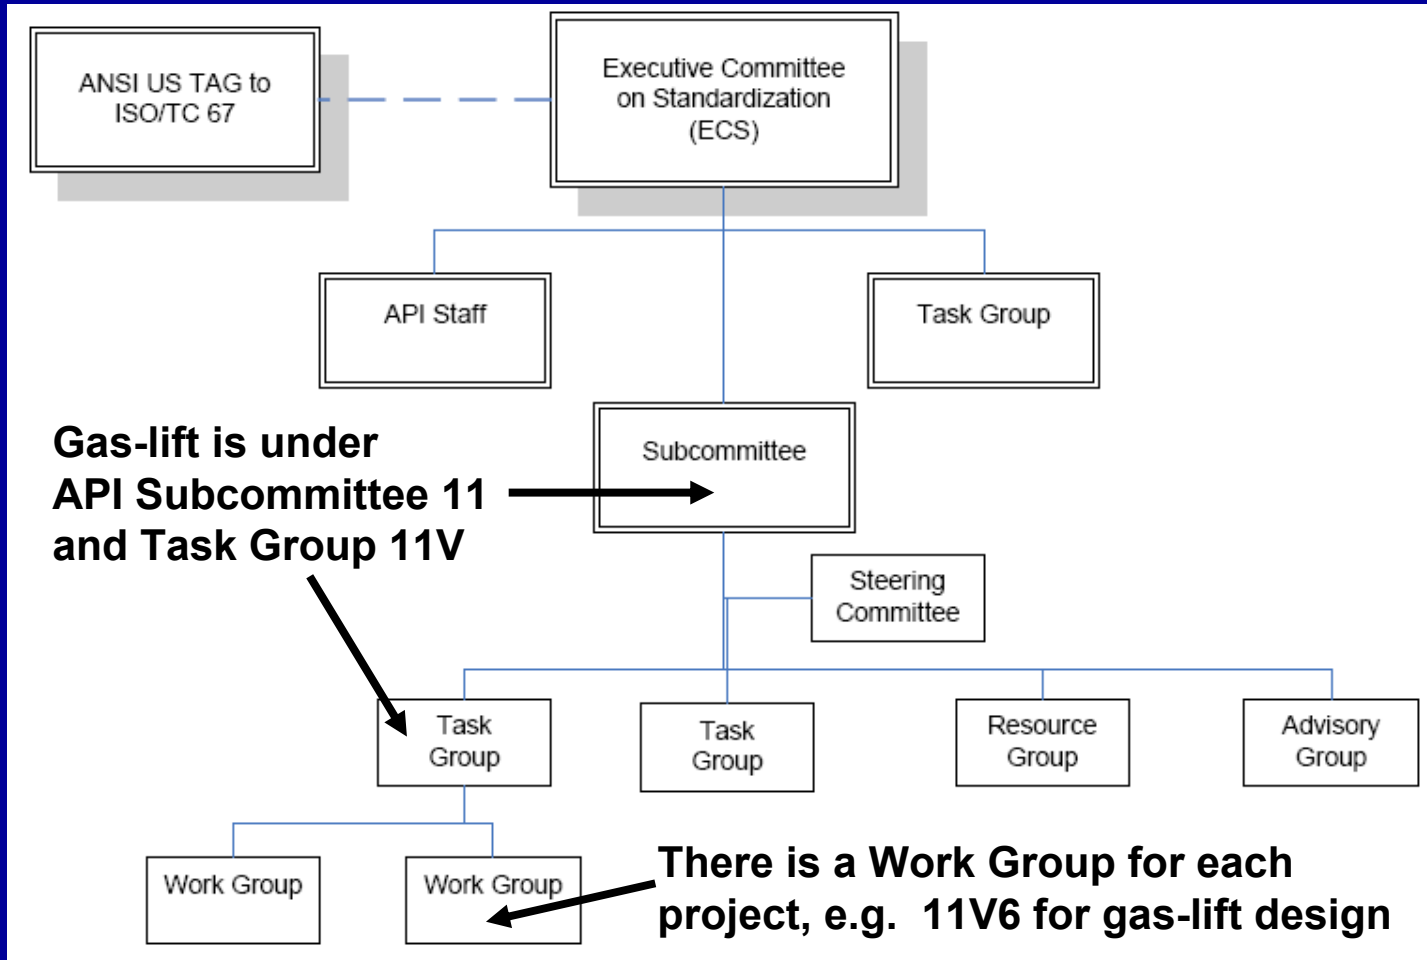 ANSI US TAG to
ISO/TC 67
Executive Committee
on Standardization
(ECS)
API Staff
Task Group
Subcommittee
Gas-lift is under
API Subcommittee 11
and Task Group 11V
Steering
Committee
Task
Group
Task
Group
Resource
Group
Advisory
Group
Work Group
Work Group
There is a Work Group for each
project, e.g. 11V6 for gas-lift design